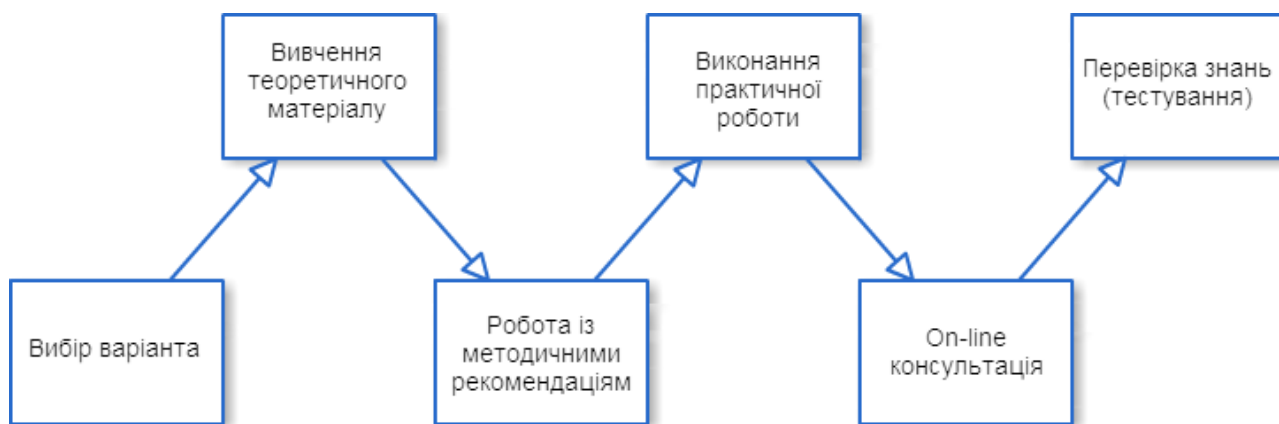 Вивчення
теоретичного
матеріалу
Виконання
практичної
роботи
Перевірка знань
(тестування)
Вибір варіанта
Робота із
методичними
рекомендаціям
On-line
консультація